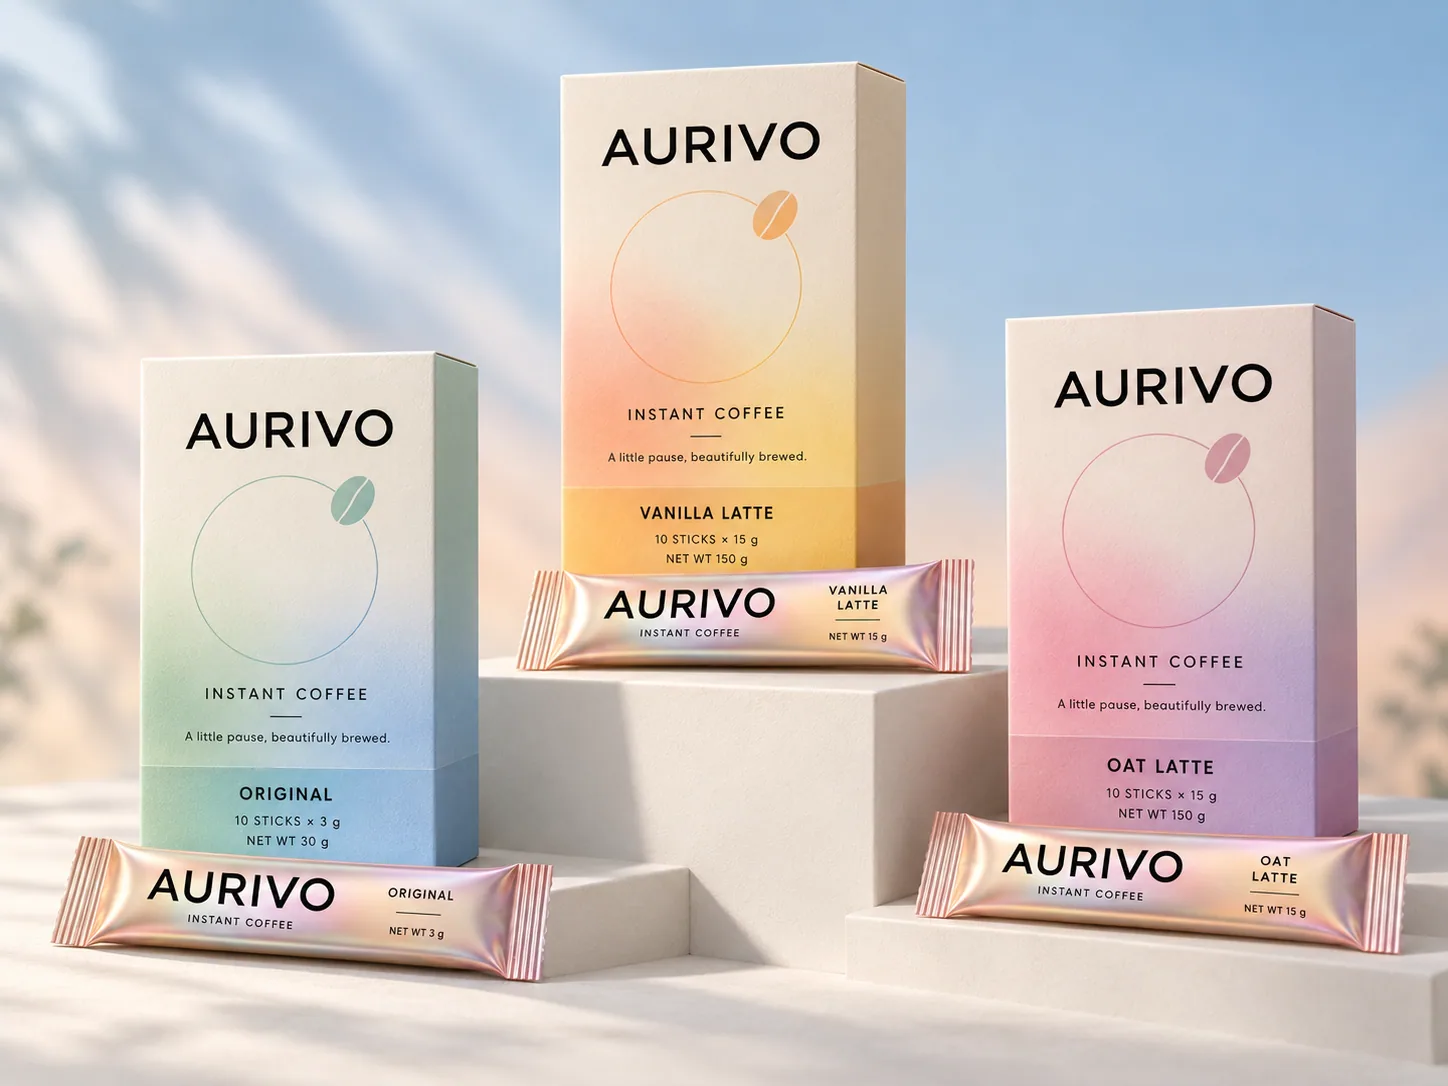 AURIVO
INSTANT COFFEE
A little pause, beautifully brewed.
ORIGINAL
10 STICKS × 3 g
NET WT 30 g
AURIVO
INSTANT COFFEE
ORIGINAL
NET WT 3 g
AURIVO
INSTANT COFFEE
A little pause, beautifully brewed.
VANILLA LATTE
10 STICKS × 15 g
NET WT 150 g
AURIVO
INSTANT COFFEE
VANILLA
LATTE
NET WT 15 g
AURIVO
INSTANT COFFEE
A little pause, beautifully brewed.
OAT LATTE
10 STICKS × 15 g
NET WT 150 g
AURIVO
INSTANT COFFEE
OAT
LATTE
NET WT 15 g